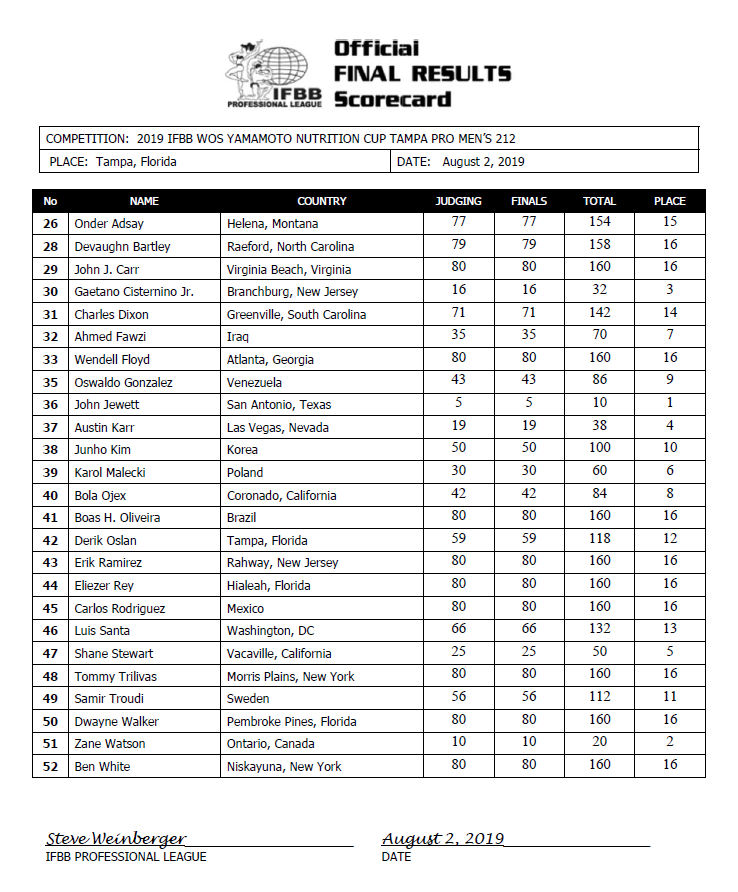 IFBB
PROFESSIONAL LEAGUE
Official
FINAL RESULTS
Scorecard
COMPETITION: 2019 IFBB WOS YAMAMOTO NUTRITION CUP TAMPA PRO MEN'S 212
PLACE: Tampa, Florida DATE: August 2, 2019
No NAME COUNTRY JUDGING FINALS TOTAL PLACE
26 Onder Adsay Helena, Montana 77 77 154 15
28 Devaughn Bartley Raeford, North Carolina 79 79 158 16
29 John J. Carr Virginia Beach, Virginia 80 80 160 16
30 Gaetano Cisternino Jr. Branchburg, New Jersey 16 16 32 3
31 Charles Dixon Greenville, South Carolina 71 71 142 14
32 Ahmed Fawzi Iraq 35 35 70 7
33 Wendell Floyd Atlanta, Georgia 80 80 160 16
35 Oswaldo Gonzalez Venezuela 43 43 86 9
36 John Jewett San Antonio, Texas 5 5 10 1
37 Austin Karr Las Vegas, Nevada 19 19 38 4
38 Junho Kim Korea 50 50 100 10
39 Karol Malecki Poland 30 30 60 6
40 Bola Ojex Coronado, California 42 42 84 8
41 Boas H. Oliveira Brazil 80 80 160 16
42 Derik Oslan Tampa, Florida 59 59 118 12
43 Erik Ramirez Rahway, New Jersey 80 80 160 16
44 Eliezer Rey Hialeah, Florida 80 80 160 16
45 Carlos Rodriguez Mexico 80 80 160 16
46 Luis Santa Washington, DC 66 66 132 13
47 Shane Stewart Vacaville, California 25 25 50 5
48 Tommy Trilivas Morris Plains, New York 80 80 160 16
49 Samir Troudi Sweden 56 56 112 11
50 Dwayne Walker Pembroke Pines, Florida 80 80 160 16
51 Zane Watson Ontario, Canada 10 10 20 2
52 Ben White Niskayuna, New York 80 80 160 16
Steve Weinberger August 2, 2019
IFBB PROFESSIONAL LEAGUE DATE